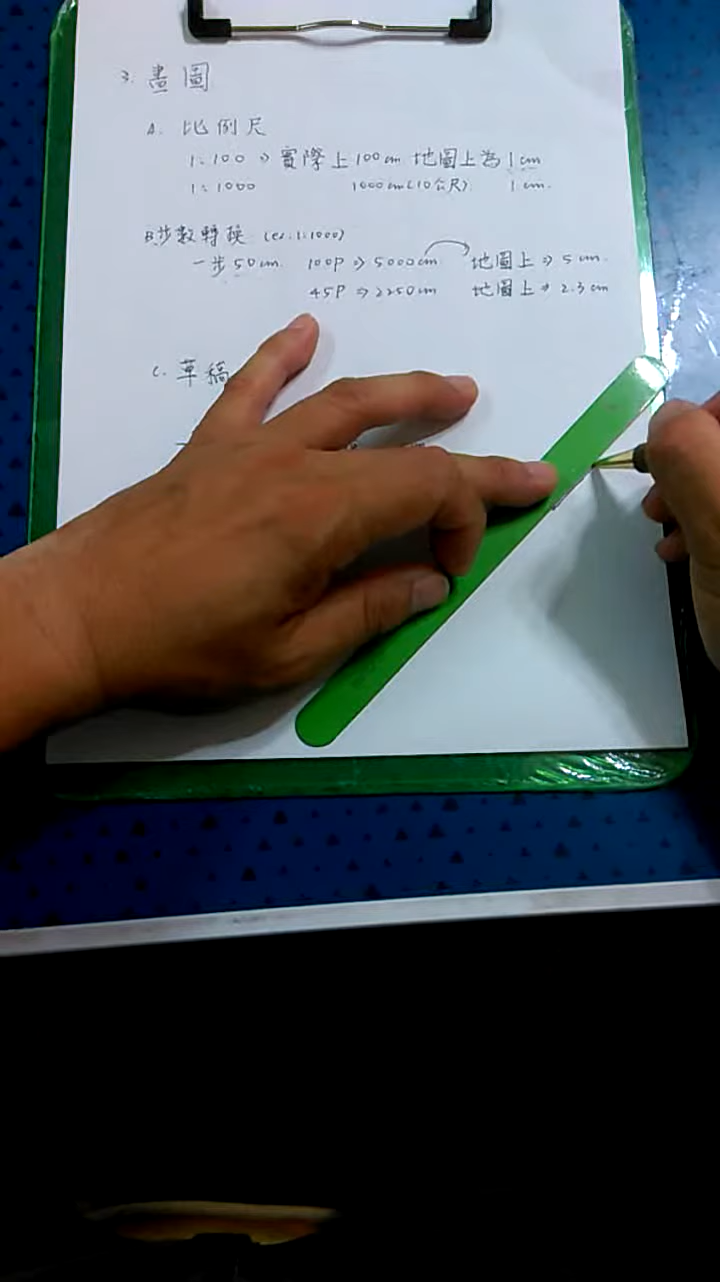 3. 畫圖
A. 比例尺
1:100 => 實際上100cm 地圖上為1cm
1:1000 1000cm(10公尺) 1cm.
B步數轉換 (ex. 1:1000)
一步50cm. 100P => 5000cm 地圖上 => 5cm.
45P => 2250cm 地圖上 => 2.3cm
C. 草稿